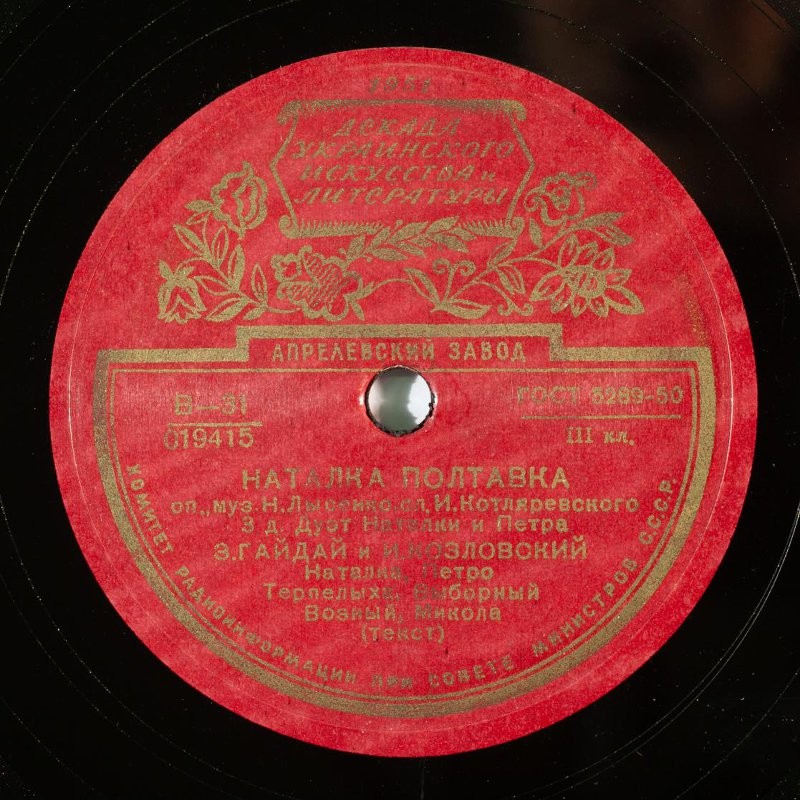 1951
ДЕКАДА
УКРАИНСКОГО
ИСКУССТВА и
ЛИТЕРАТУРЫ
АПРЕЛЕВСКИЙ ЗАВОД
В—31
019415
ГОСТ 5289-50
III кл.
НАТАЛКА ПОЛТАВКА
оп., муз. Н. Лысенко, сл. И. Котляревского
3 д. Дуэт Наталки и Петра
З. ГАЙДАЙ и И. КОЗЛОВСКИЙ
Наталка, Петро
Терпелыха, Выборный
Возный, Микола
(текст)
КОМИТЕТ РАДИОИНФОРМАЦИИ ПРИ СОВЕТЕ МИНИСТРОВ С.С.С.Р.